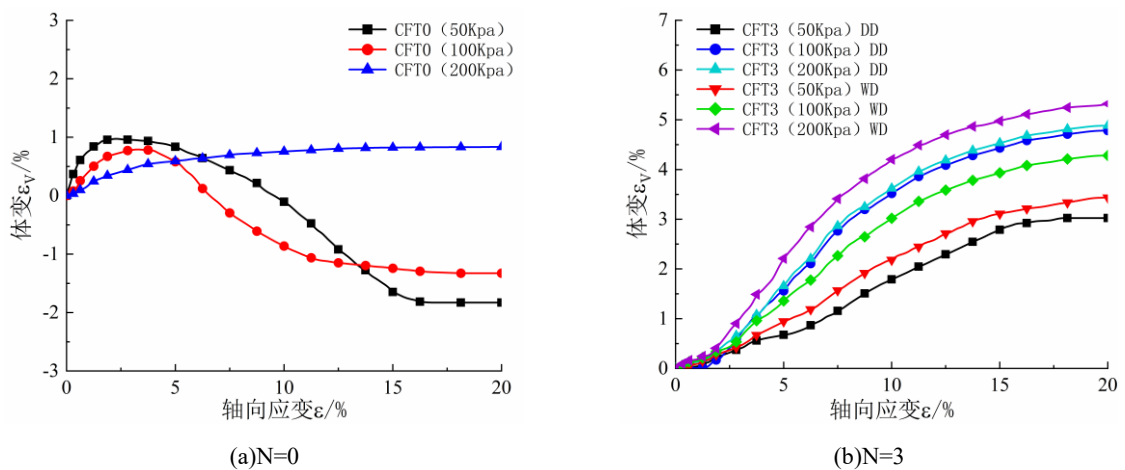 3
2
1
0
-1
-2
-3
体变εV/%
CFT0（50Kpa）
CFT0（100Kpa）
CFT0（200Kpa）
0 5 10 15 20
轴向应变ε/%
(a)N=0
7
6
5
4
3
2
1
0
体变εV/%
CFT3（50Kpa）DD
CFT3（100Kpa）DD
CFT3（200Kpa）DD
CFT3（50Kpa）WD
CFT3（100Kpa）WD
CFT3（200Kpa）WD
0 5 10 15 20
轴向应变ε/%
(b)N=3